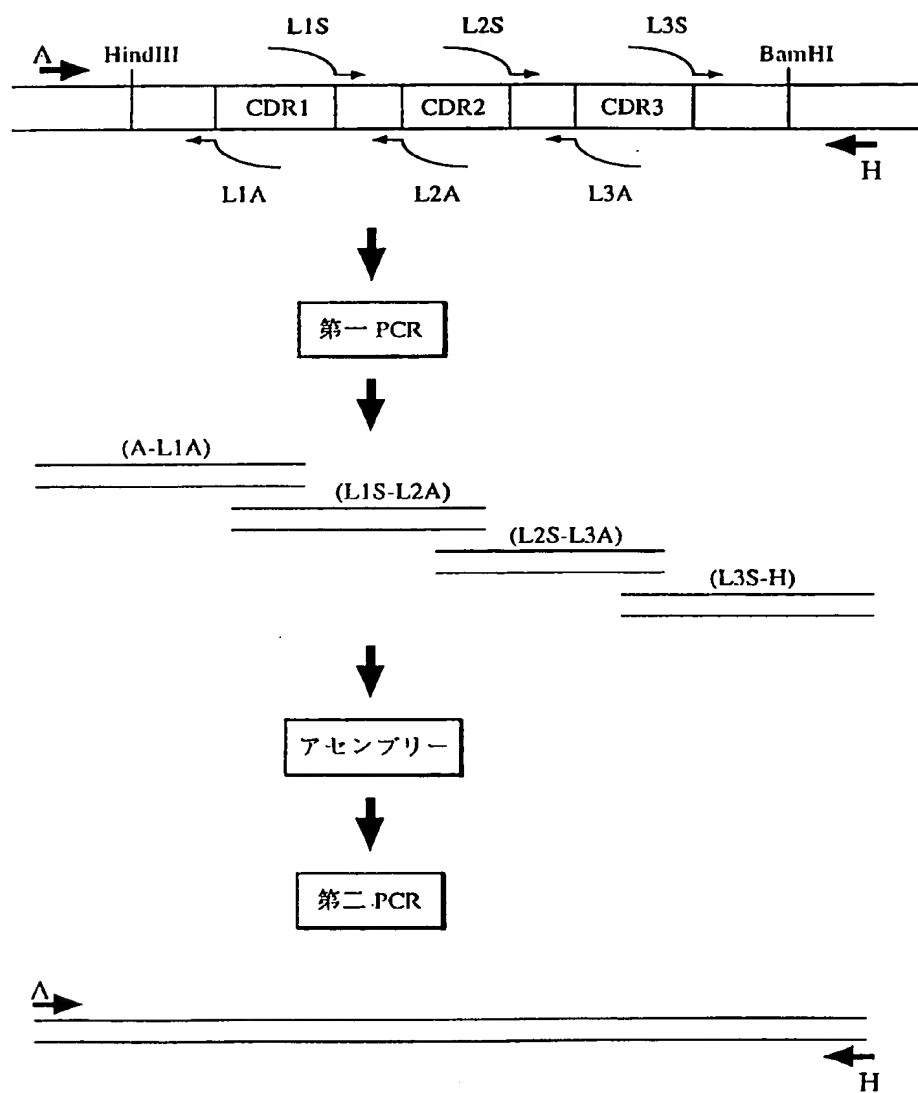 L1S L2S L3S
A HindIII BamHI
CDR1 CDR2 CDR3
L1A L2A L3A H
第一 PCR
(A-L1A)
(L1S-L2A)
(L2S-L3A)
(L3S-H)
アセンブリー
第二 PCR
A
H